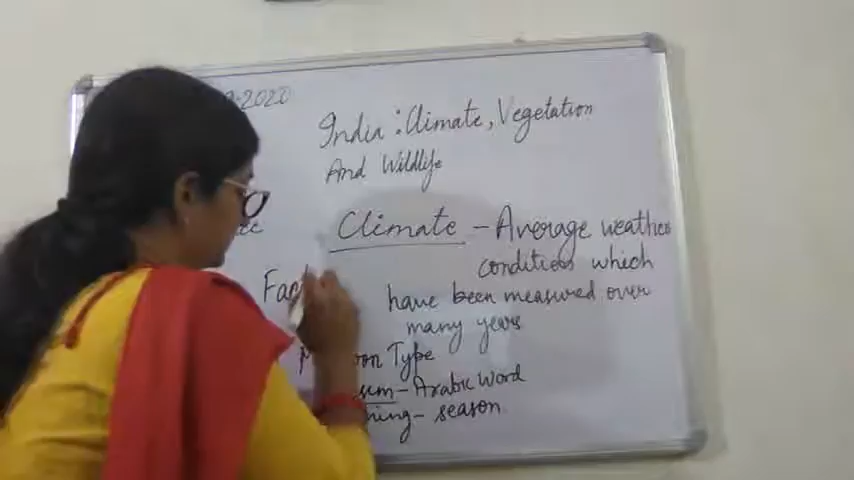 2020
India : Climate, Vegetation
And Wildlife
Climate - Average weather
conditions which
have been measured over
many years
Type
- Arabic Word
- season